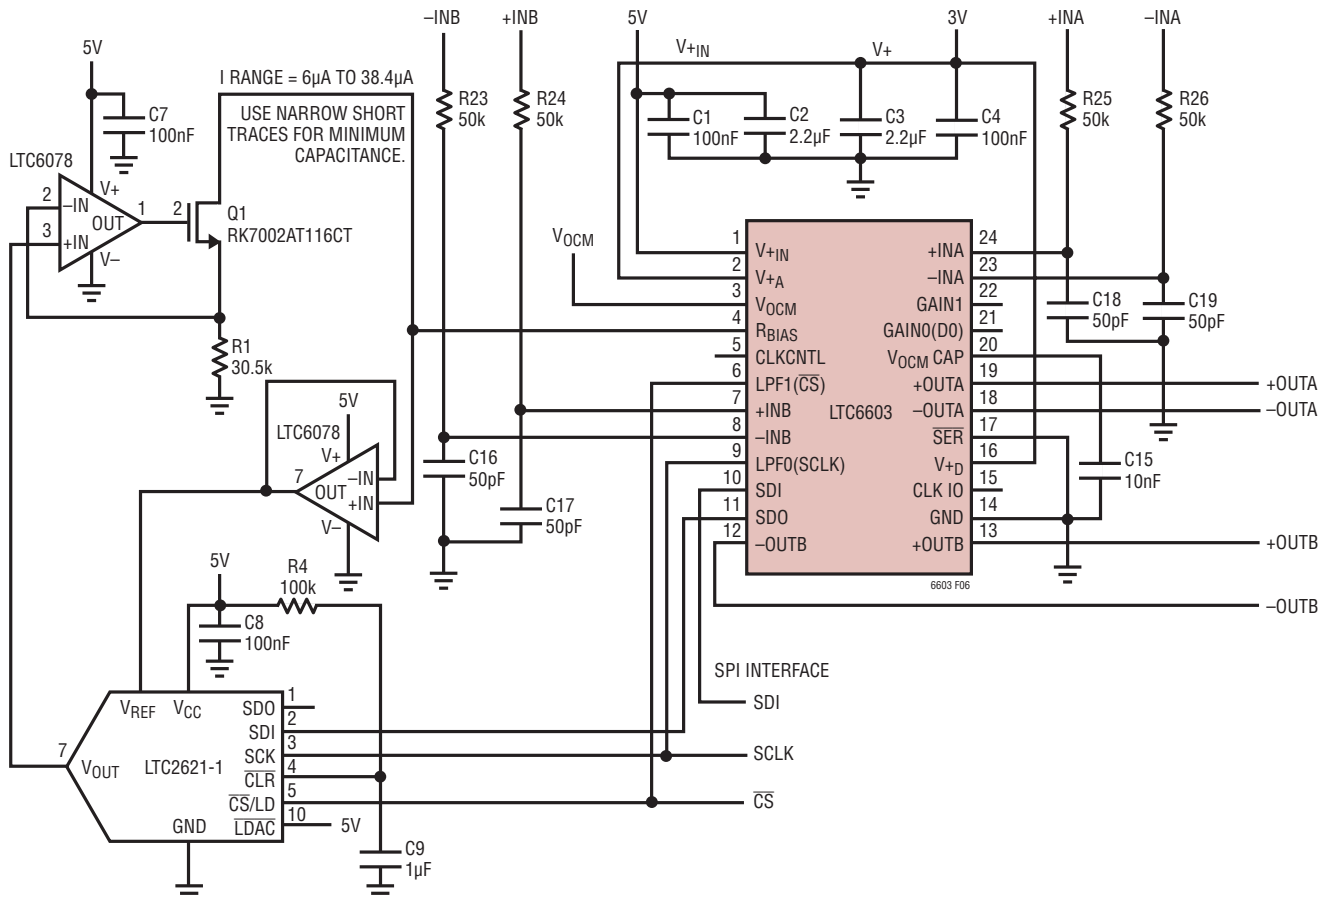 –INB
+INB
5V
3V
+INA
–INA
5V
V+IN
V+
I RANGE = 6µA TO 38.4µA
USE NARROW SHORT
TRACES FOR MINIMUM
CAPACITANCE.
C7
100nF
R23
50k
R24
50k
C1
100nF
C2
2.2µF
C3
2.2µF
C4
100nF
R25
50k
R26
50k
LTC6078
V+
2
–IN
3
+IN
OUT
1
V–
2
Q1
RK7002AT116CT
R1
30.5k
VOCM
1
V+IN
2
V+A
3
VOCM
4
RBIAS
5
CLKCNTL
6
LPF1(C̅S̅)
7
+INB
8
–INB
9
LPF0(SCLK)
10
SDI
11
SDO
12
–OUTB
LTC6603
+INA
24
–INA
23
GAIN1
22
GAIN0(D0)
21
VOCM CAP
20
+OUTA
19
–OUTA
18
S̅E̅R̅
17
V+D
16
CLK IO
15
GND
14
+OUTB
13
6603 F06
C18
50pF
C19
50pF
+OUTA
–OUTA
C15
10nF
+OUTB
–OUTB
5V
LTC6078
V+
7
OUT
–IN
+IN
V–
C16
50pF
C17
50pF
5V
R4
100k
C8
100nF
VREF
VCC
7
VOUT
LTC2621-1
GND
SDO
1
SDI
2
SCK
3
C̅L̅R̅
4
C̅S̅/LD
5
L̅D̅A̅C̅
10
5V
C9
1µF
SPI INTERFACE
SDI
SCLK
C̅S̅